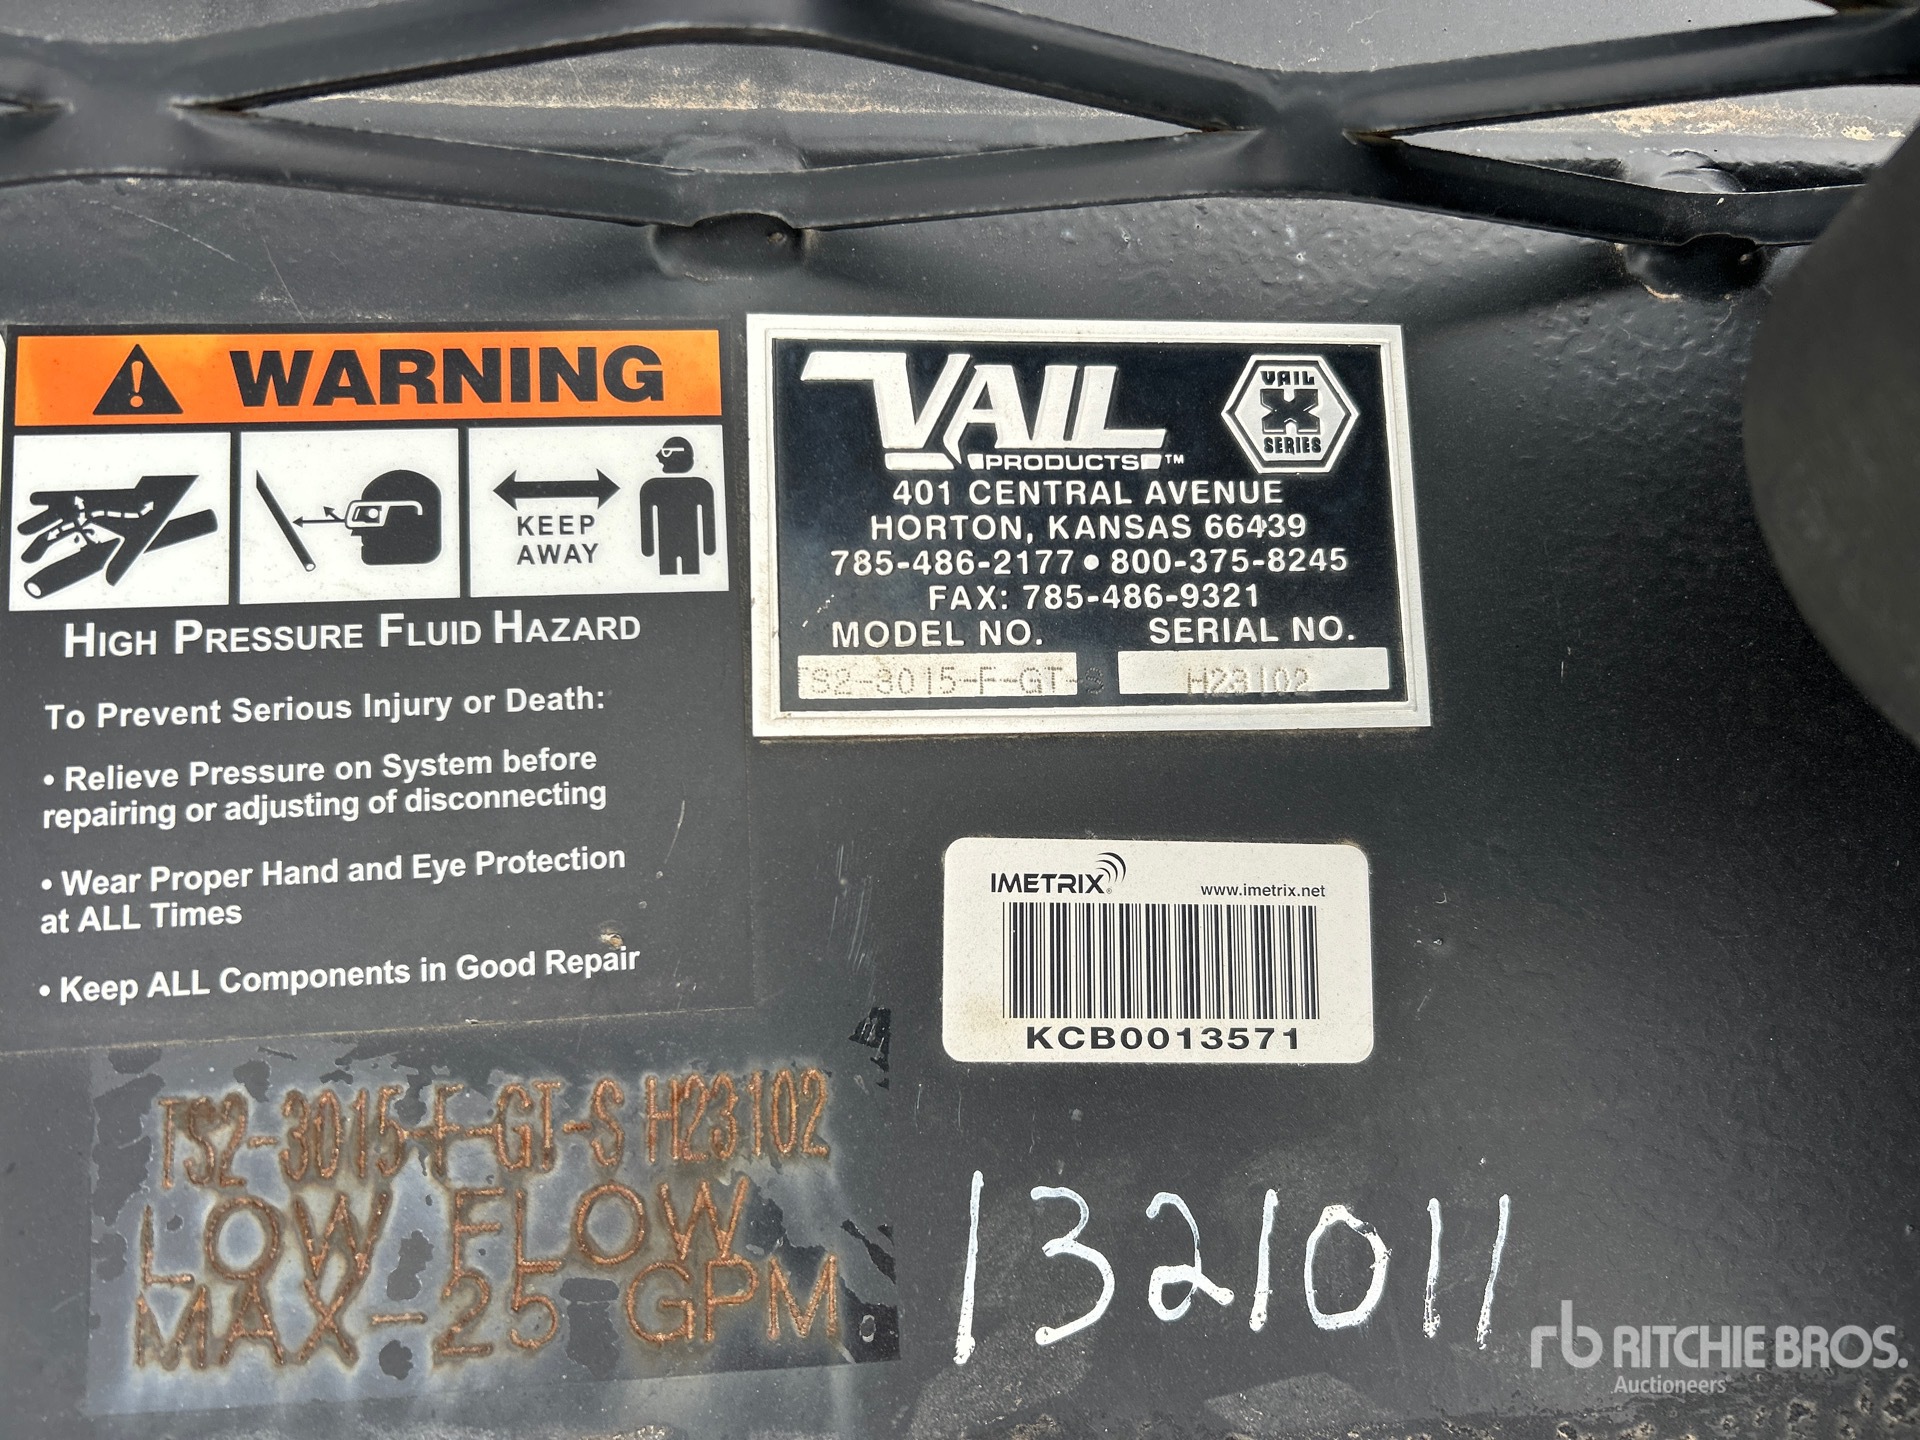 WARNING
KEEP
AWAY
HIGH PRESSURE FLUID HAZARD
To Prevent Serious Injury or Death:
• Relieve Pressure on System before
repairing or adjusting of disconnecting
• Wear Proper Hand and Eye Protection
at ALL Times
• Keep ALL Components in Good Repair
VAIL
PRODUCTS™
VAIL
X
SERIES
401 CENTRAL AVENUE
HORTON, KANSAS 66439
785-486-2177 • 800-375-8245
FAX: 785-486-9321
MODEL NO. SERIAL NO.
TS2-3015-F-GT-S H23102
IMETRIX® www.imetrix.net
KCB0013571
TS2-3015-F-GT-S H23102
LOW FLOW
MAX-25 GPM
1321011
rb RITCHIE BROS.
Auctioneers